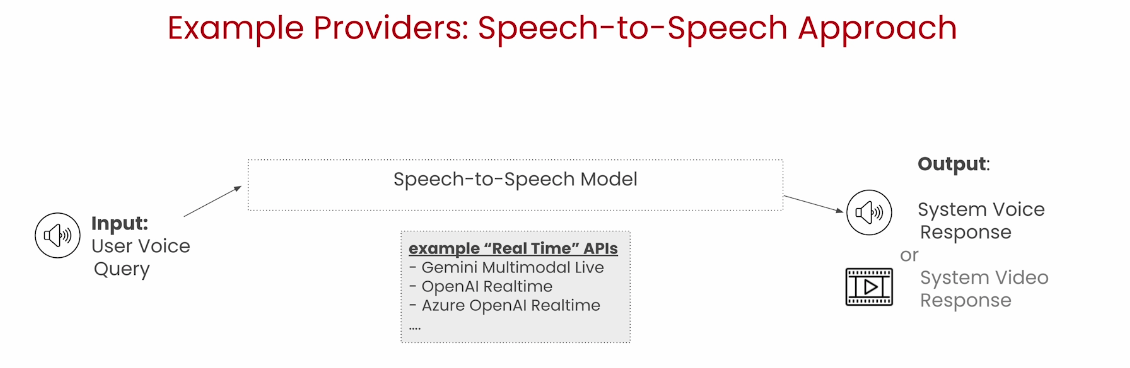 Example Providers: Speech-to-Speech Approach
Speech-to-Speech Model
Input:
User Voice
Query
example “Real Time” APIs
- Gemini Multimodal Live
- OpenAI Realtime
- Azure OpenAI Realtime
....
Output:
System Voice
Response
or
System Video
Response